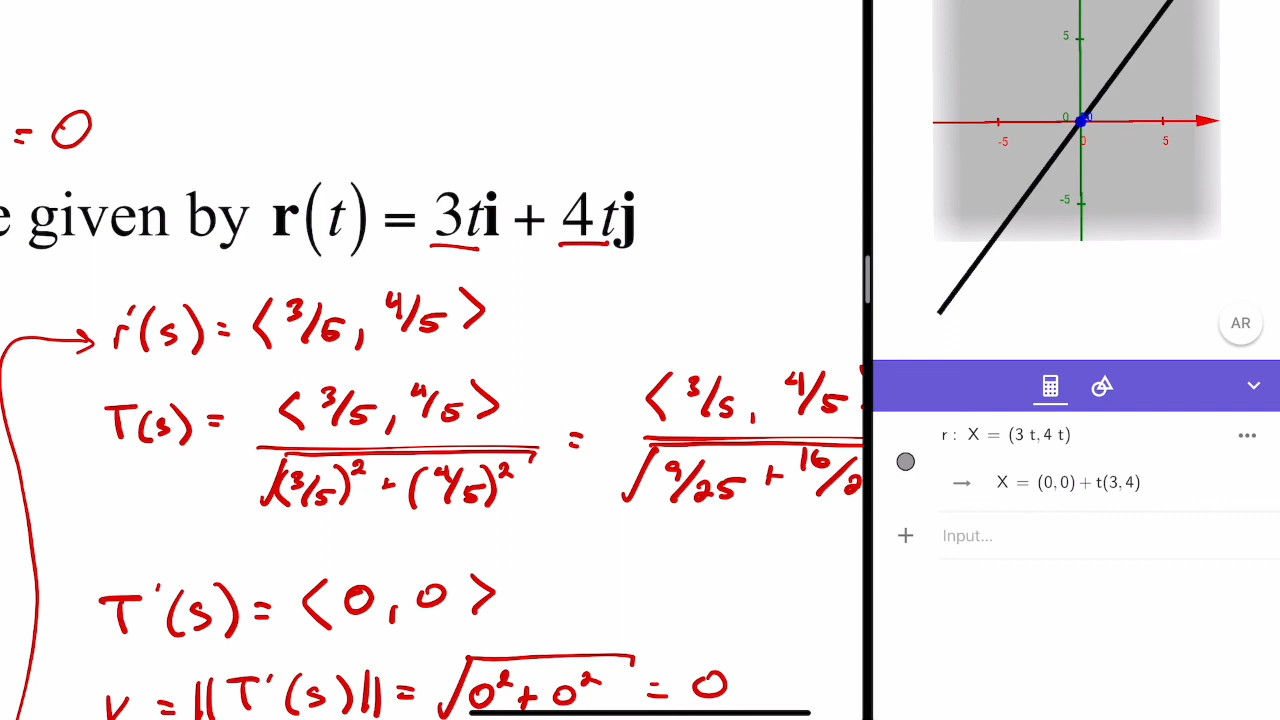 = 0
e given by r(t) = 3ti + 4tj
r'(s) = ⟨3/5, 4/5⟩
T(s) = ⟨3/5, 4/5⟩ / √((3/5)² + (4/5)²) = ⟨3/5, 4/5 / √(9/25 + 16/2
T'(s) = ⟨0, 0⟩
K = ||T'(s)|| = √(0² + 0²) = 0
5
0
-5
0
5
-5
AR
r : X = (3 t, 4 t)
→ X = (0, 0) + t (3, 4)
+ Input...